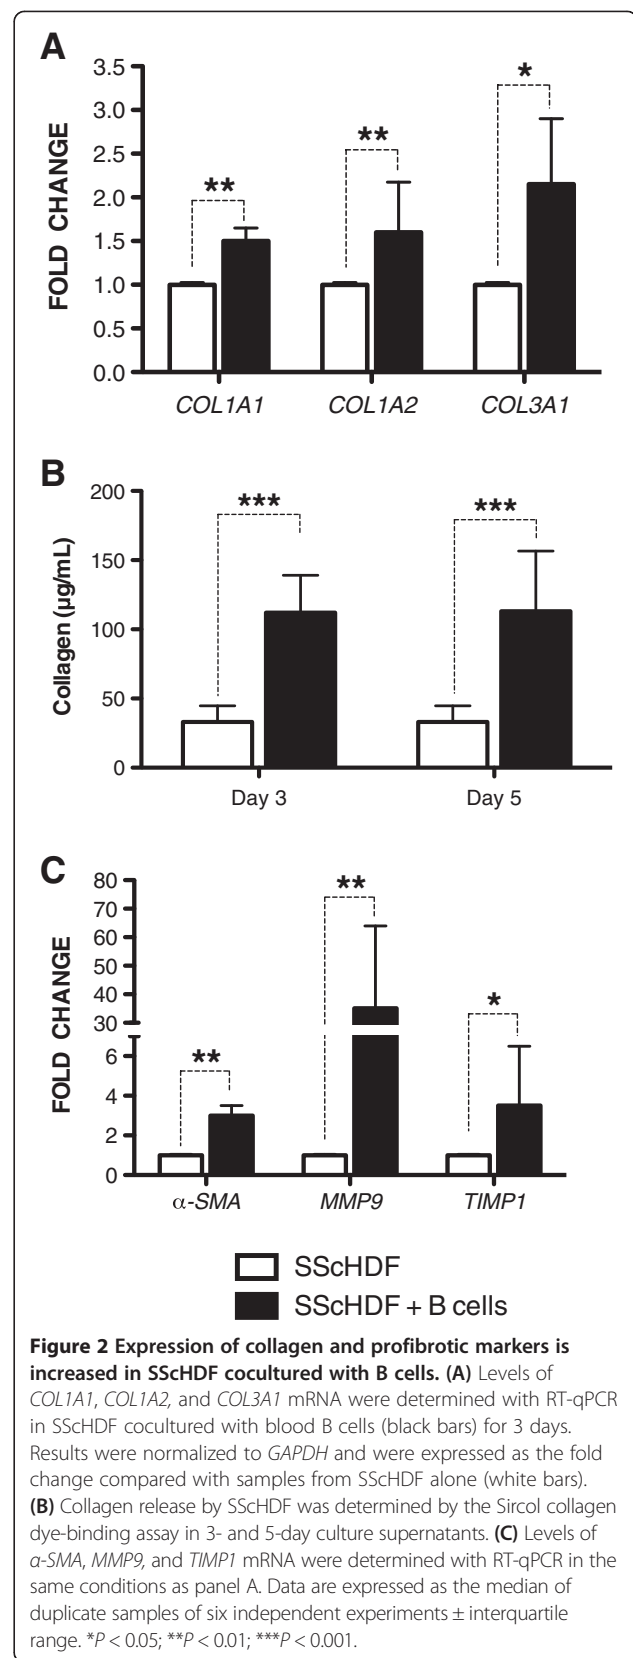 A
3.5
3.0
2.5
2.0
1.5
1.0
0.5
0.0
FOLD CHANGE
**
**
*
COL1A1 COL1A2 COL3A1
B
200
150
100
50
0
Collagen (µg/mL)
***
***
Day 3 Day 5
C
80
70
60
50
40
30
6
4
2
0
FOLD CHANGE
**
**
*
α-SMA MMP9 TIMP1
SScHDF
SScHDF + B cells
Figure 2 Expression of collagen and profibrotic markers is
increased in SScHDF cocultured with B cells. (A) Levels of
COL1A1, COL1A2, and COL3A1 mRNA were determined with RT-qPCR
in SScHDF cocultured with blood B cells (black bars) for 3 days.
Results were normalized to GAPDH and were expressed as the fold
change compared with samples from SScHDF alone (white bars).
(B) Collagen release by SScHDF was determined by the Sircol collagen
dye-binding assay in 3- and 5-day culture supernatants. (C) Levels of
α-SMA, MMP9, and TIMP1 mRNA were determined with RT-qPCR in the
same conditions as panel A. Data are expressed as the median of
duplicate samples of six independent experiments ± interquartile
range. *P < 0.05; **P < 0.01; ***P < 0.001.